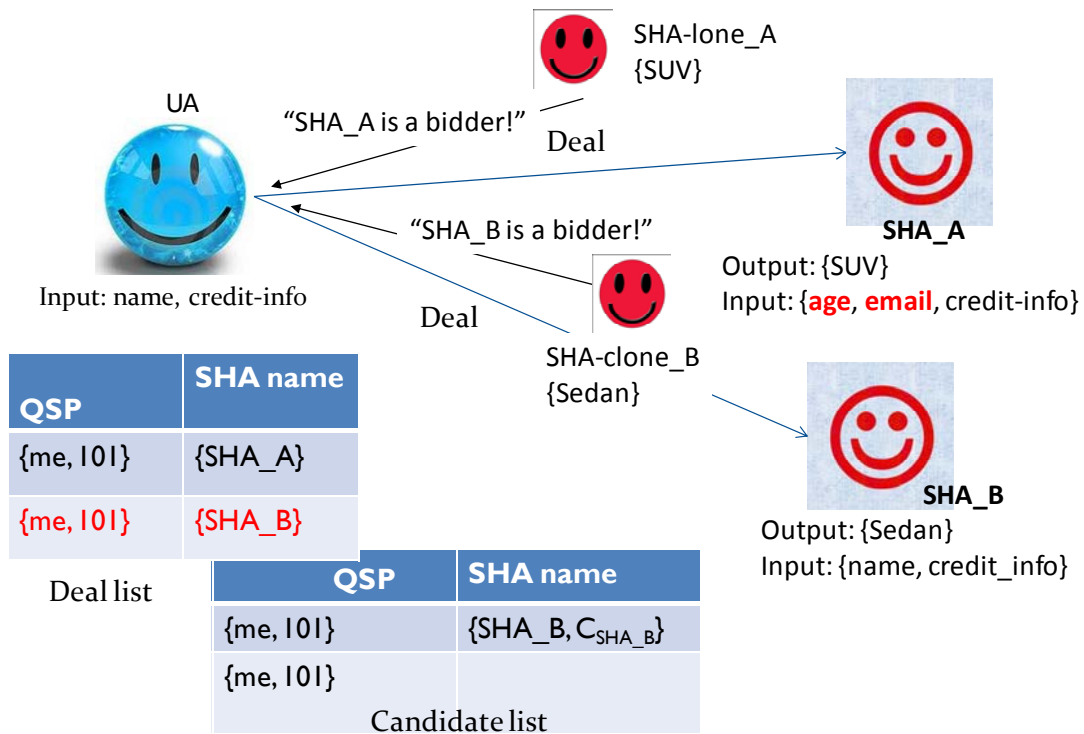 SHA-lone_A
{SUV}
UA
“SHA_A is a bidder!”
Deal
SHA_A
“SHA_B is a bidder!”
Output: {SUV}
Input: {age, email, credit-info}
Input: name, credit-info
Deal
SHA-clone_B
{Sedan}
QSP SHA name
{me, 101} {SHA_A}
{me, 101} {SHA_B}
Deal list
SHA_B
Output: {Sedan}
Input: {name, credit_info}
QSP SHA name
{me, 101} {SHA_B, CSHA_B}
{me, 101}
Candidate list